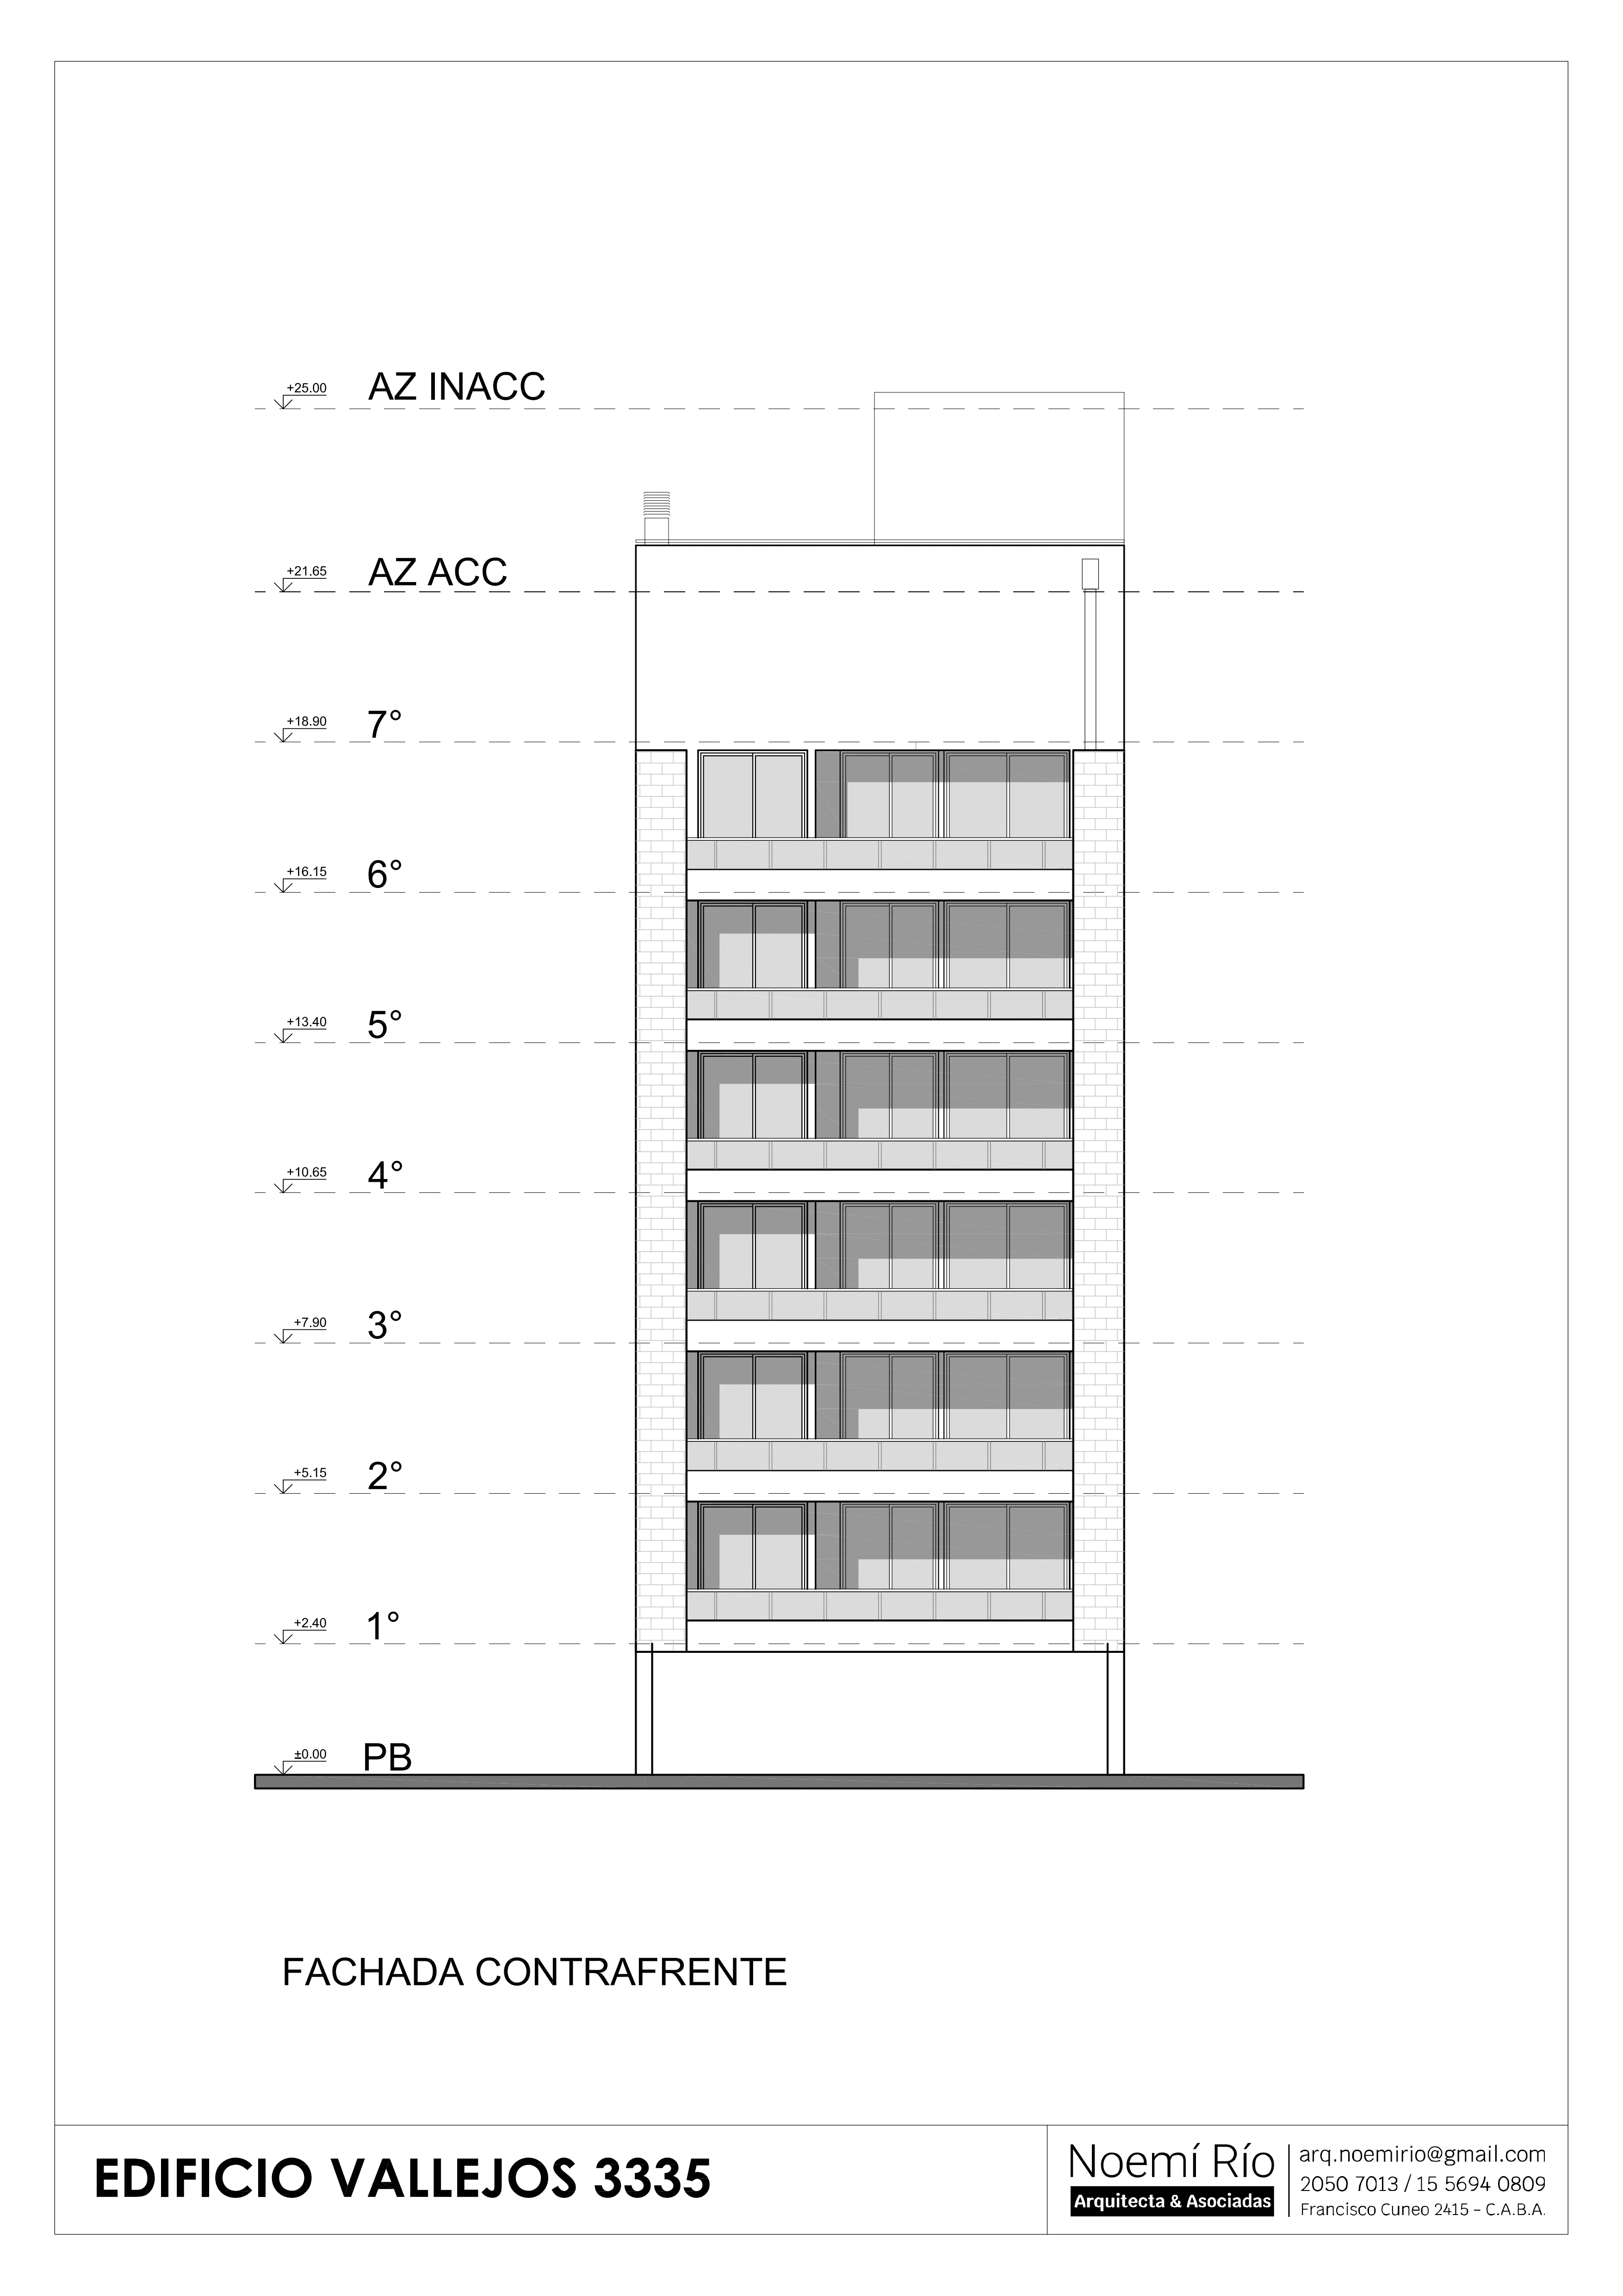 +25.00 AZ INACC
+21.65 AZ ACC
+18.90 7°
+16.15 6°
+13.40 5°
+10.65 4°
+7.90 3°
+5.15 2°
+2.40 1°
±0.00 PB
FACHADA CONTRAFRENTE
EDIFICIO VALLEJOS 3335
Noemí Río
Arquitecta & Asociadas
arq.noemirio@gmail.com
2050 7013 / 15 5694 0809
Francisco Cuneo 2415 - C.A.B.A.